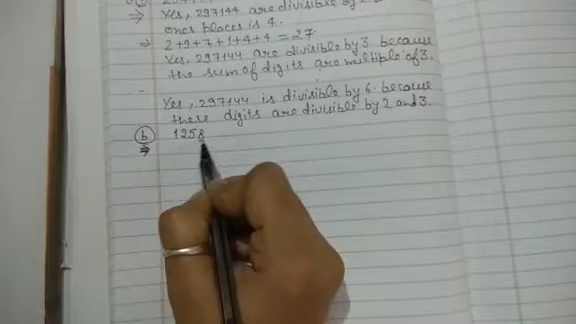 ⇒ Yes, 297144 are divisible by 2
ones places is 4.
⇒ 2+9+7+1+4+4 = 27
Yes, 297144 are divisible by 3 because
the sum of digits are multiple of 3.
Yes, 297144 is divisible by 6 because
these digits are divisible by 2 and 3.
(b) 1258
⇒